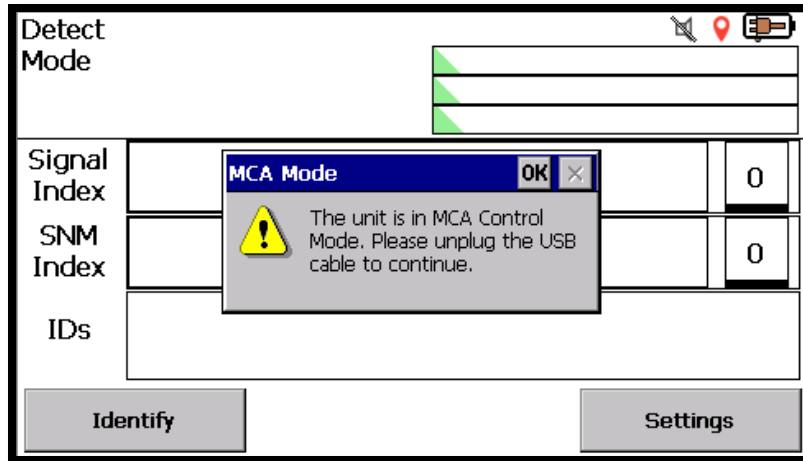 Detect
Mode
Signal
Index
0
MCA Mode
OK
The unit is in MCA Control
Mode. Please unplug the USB
cable to continue.
SNM
Index
0
IDs
Identify
Settings